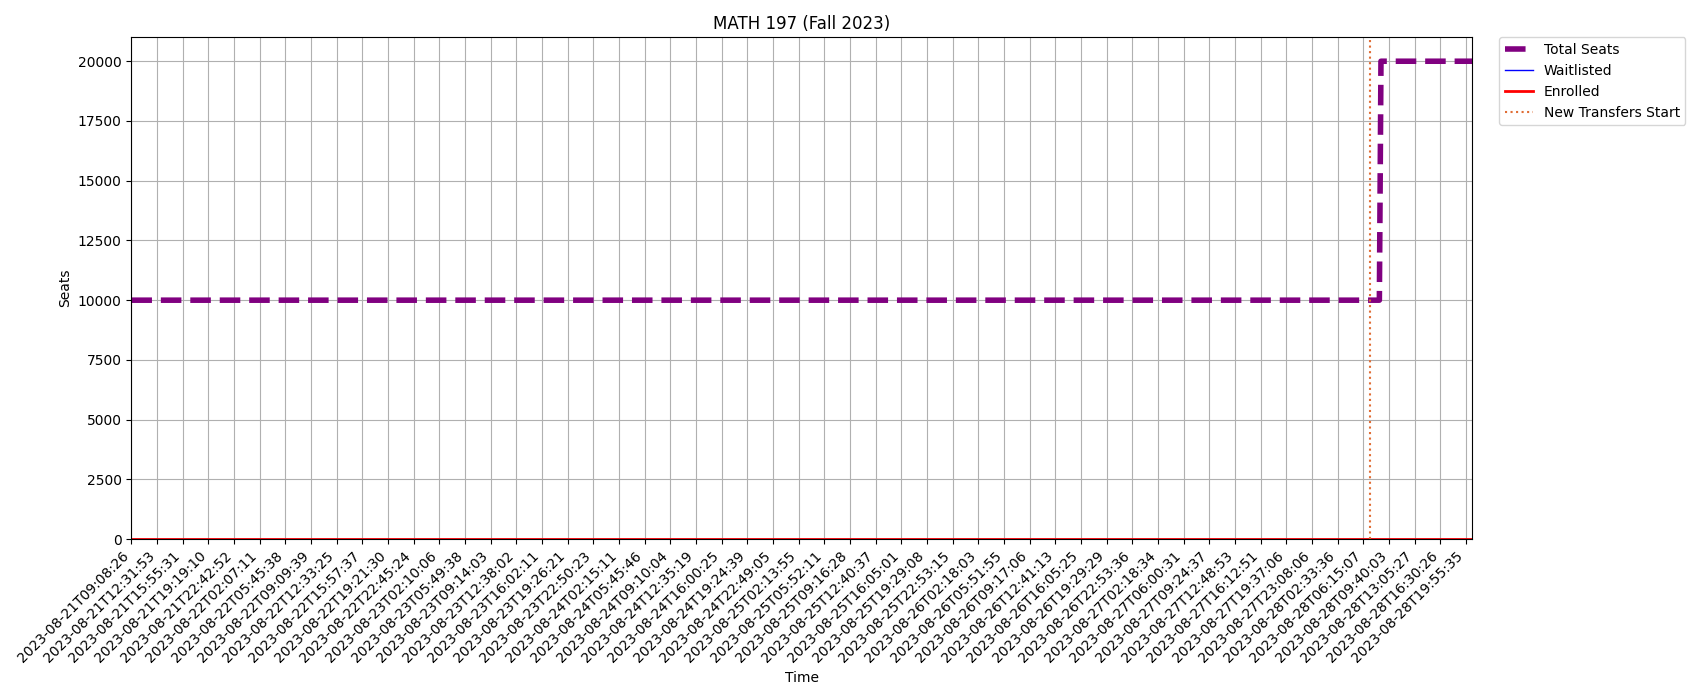 MATH 197 (Fall 2023)
Total Seats
Waitlisted
Enrolled
New Transfers Start
Seats
20000
17500
15000
12500
10000
7500
5000
2500
0
2023-08-21T09:08:26
2023-08-21T12:31:53
2023-08-21T15:55:31
2023-08-21T19:19:10
2023-08-21T22:42:52
2023-08-22T02:07:11
2023-08-22T05:45:38
2023-08-22T09:09:39
2023-08-22T12:33:25
2023-08-22T15:57:37
2023-08-22T19:21:30
2023-08-22T22:45:24
2023-08-23T02:10:06
2023-08-23T05:49:38
2023-08-23T09:14:03
2023-08-23T12:38:02
2023-08-23T16:02:11
2023-08-23T19:26:21
2023-08-23T22:50:23
2023-08-24T02:15:11
2023-08-24T05:45:46
2023-08-24T09:10:04
2023-08-24T12:35:19
2023-08-24T16:00:25
2023-08-24T19:24:39
2023-08-24T22:49:05
2023-08-25T02:13:55
2023-08-25T05:52:11
2023-08-25T09:16:28
2023-08-25T12:40:37
2023-08-25T16:05:01
2023-08-25T19:29:08
2023-08-25T22:53:15
2023-08-26T02:18:03
2023-08-26T05:51:55
2023-08-26T09:17:06
2023-08-26T12:41:13
2023-08-26T16:05:25
2023-08-26T19:29:29
2023-08-26T22:53:36
2023-08-27T02:18:34
2023-08-27T06:00:31
2023-08-27T09:24:37
2023-08-27T12:48:53
2023-08-27T16:12:51
2023-08-27T19:37:06
2023-08-27T23:08:06
2023-08-28T02:33:36
2023-08-28T06:15:07
2023-08-28T09:40:03
2023-08-28T13:05:27
2023-08-28T16:30:26
2023-08-28T19:55:35
Time